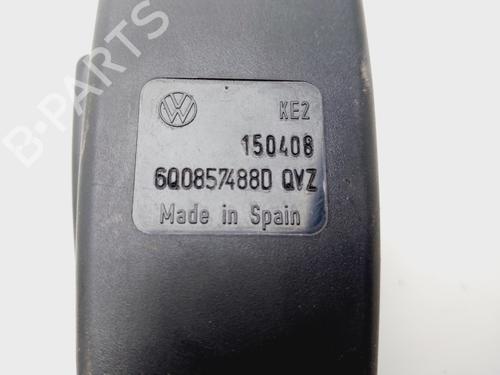 B-PARTS
KE2
150408
6Q0857488D QVZ
Made in Spain